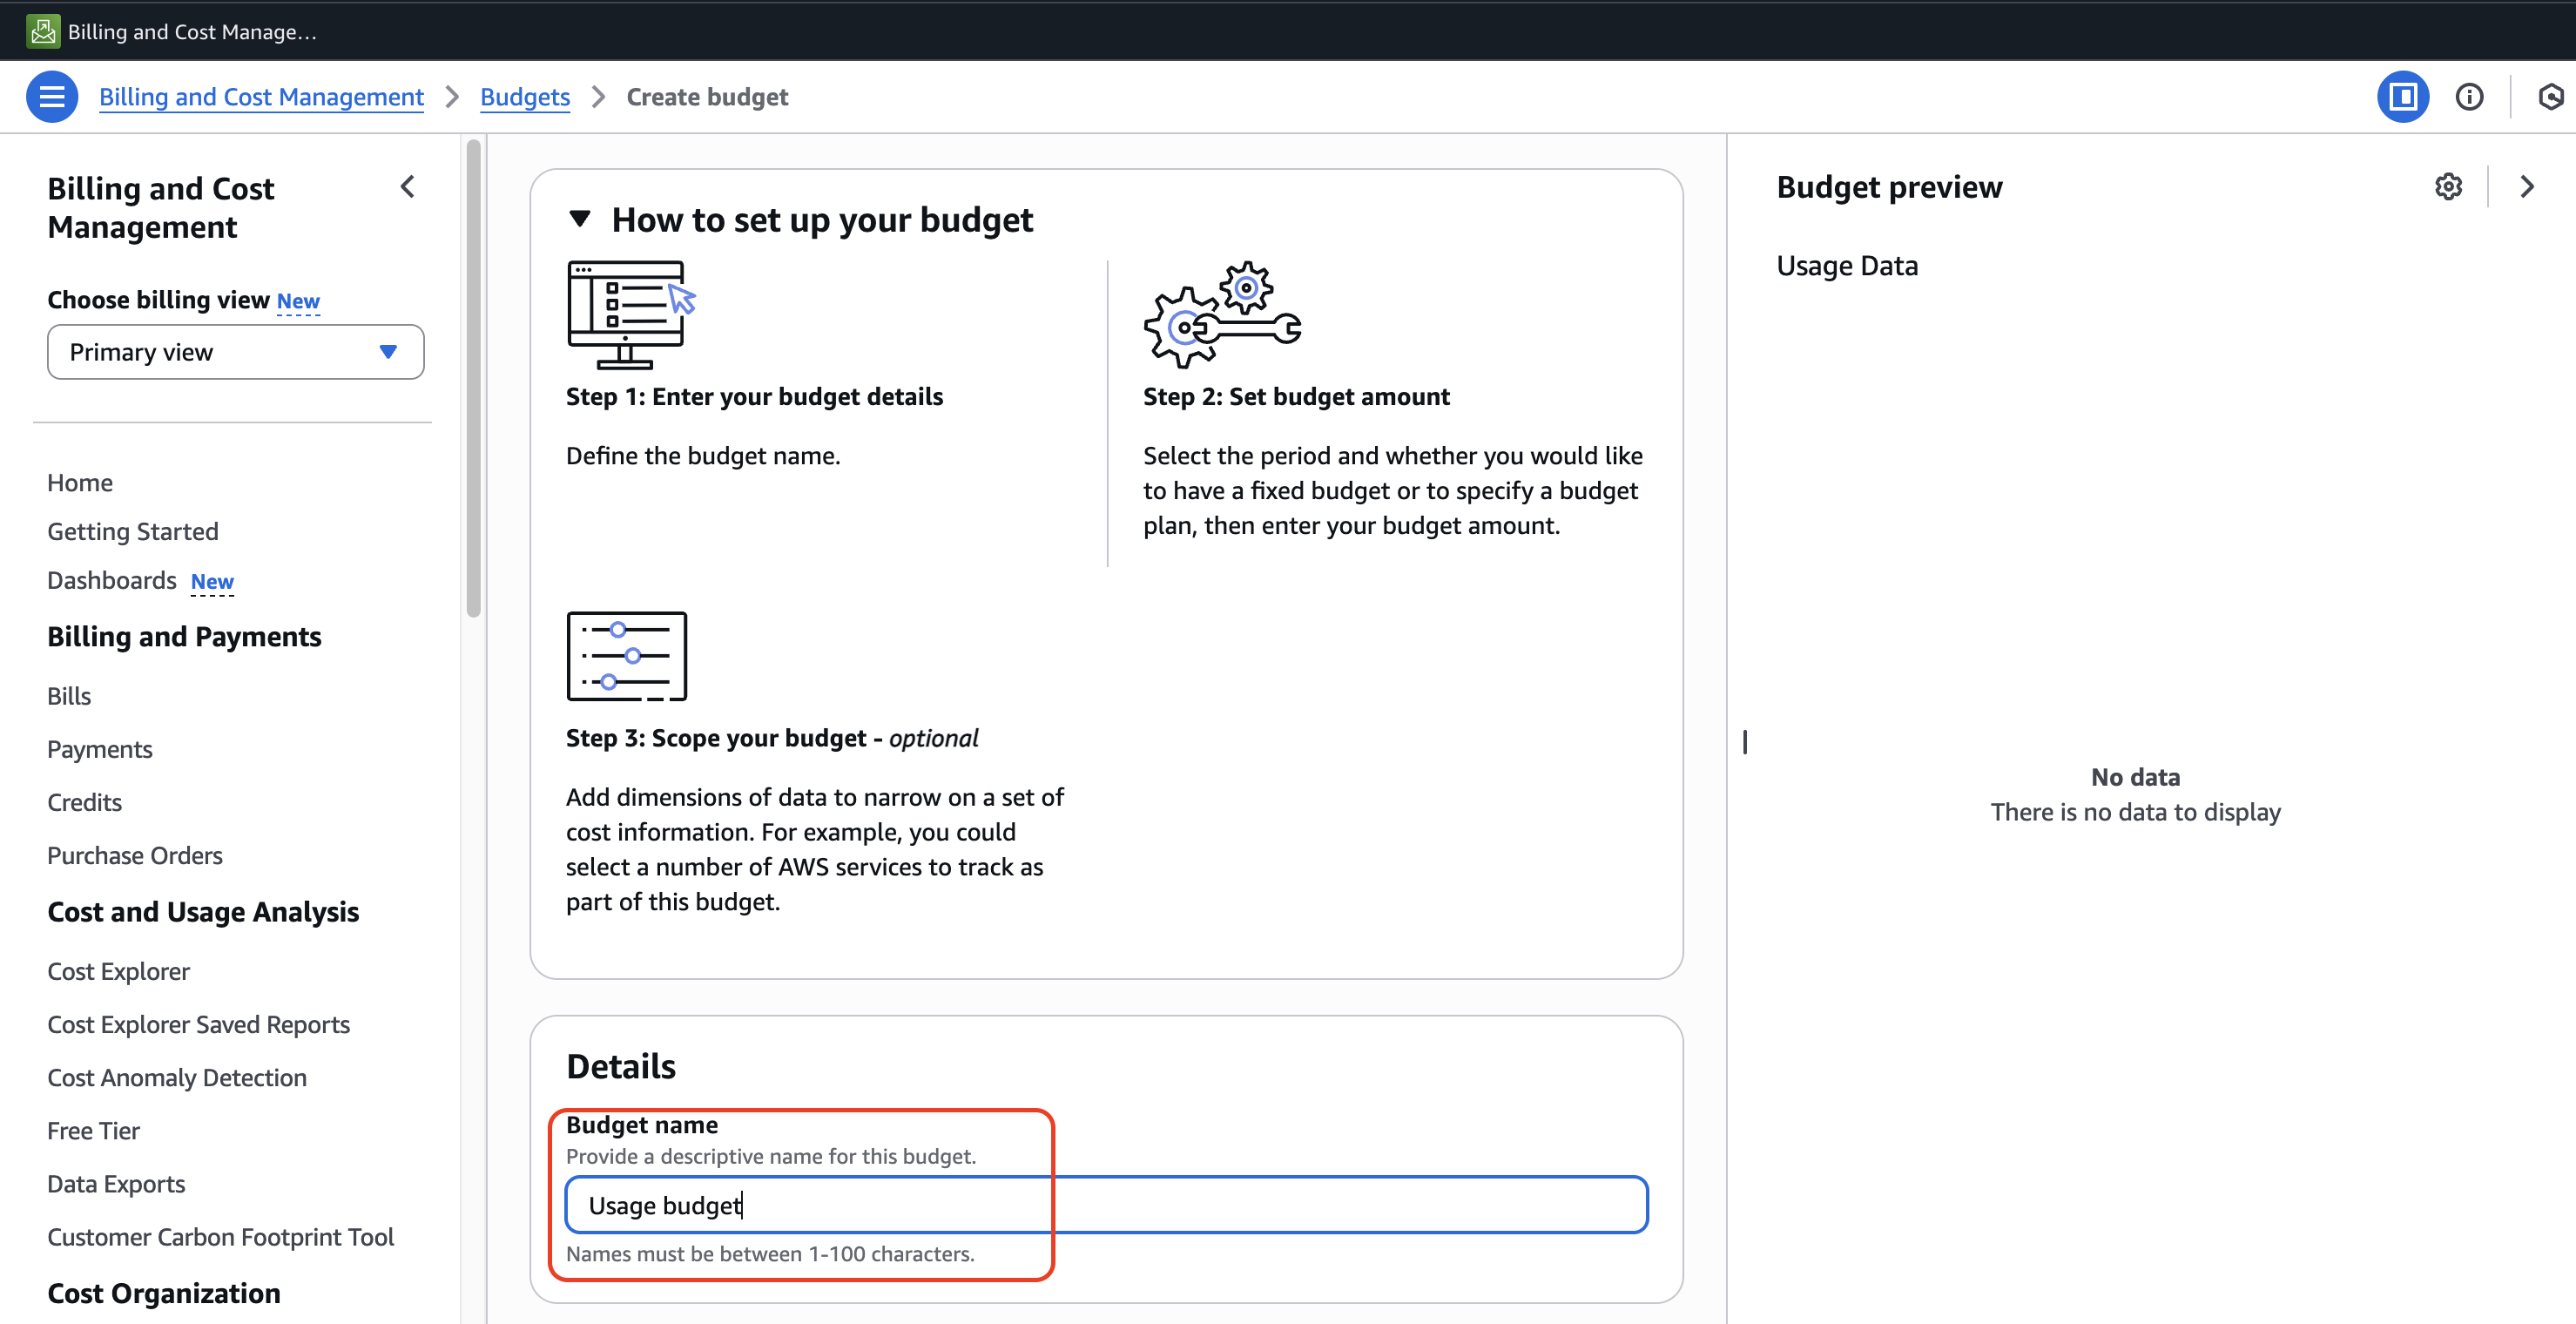 Billing and Cost Manage...
Billing and Cost Management > Budgets > Create budget
Billing and Cost
Management
Choose billing view New
Primary view
Home
Getting Started
Dashboards New
Billing and Payments
Bills
Payments
Credits
Purchase Orders
Cost and Usage Analysis
Cost Explorer
Cost Explorer Saved Reports
Cost Anomaly Detection
Free Tier
Data Exports
Customer Carbon Footprint Tool
Cost Organization
How to set up your budget
Step 1: Enter your budget details
Define the budget name.
Step 2: Set budget amount
Select the period and whether you would like
to have a fixed budget or to specify a budget
plan, then enter your budget amount.
Step 3: Scope your budget - optional
Add dimensions of data to narrow on a set of
cost information. For example, you could
select a number of AWS services to track as
part of this budget.
Details
Budget name
Provide a descriptive name for this budget.
Usage budget
Names must be between 1-100 characters.
Budget preview
Usage Data
No data
There is no data to display